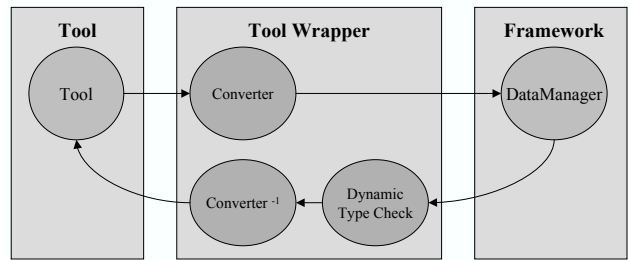 Tool
Tool Wrapper
Framework
Tool
Converter
DataManager
Converter -1
Dynamic
Type Check